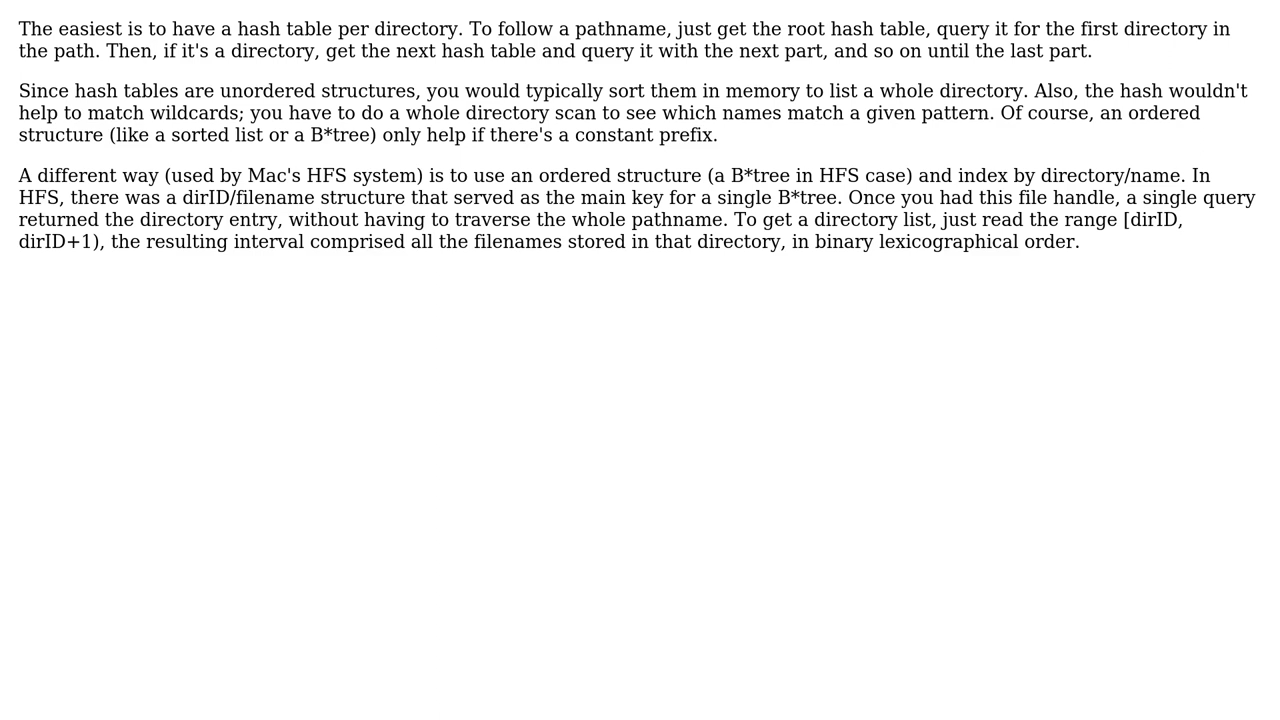 The easiest is to have a hash table per directory. To follow a pathname, just get the root hash table, query it for the first directory in
the path. Then, if it's a directory, get the next hash table and query it with the next part, and so on until the last part.
Since hash tables are unordered structures, you would typically sort them in memory to list a whole directory. Also, the hash wouldn't
help to match wildcards; you have to do a whole directory scan to see which names match a given pattern. Of course, an ordered
structure (like a sorted list or a B*tree) only help if there's a constant prefix.
A different way (used by Mac's HFS system) is to use an ordered structure (a B*tree in HFS case) and index by directory/name. In
HFS, there was a dirID/filename structure that served as the main key for a single B*tree. Once you had this file handle, a single query
returned the directory entry, without having to traverse the whole pathname. To get a directory list, just read the range [dirID,
dirID+1), the resulting interval comprised all the filenames stored in that directory, in binary lexicographical order.